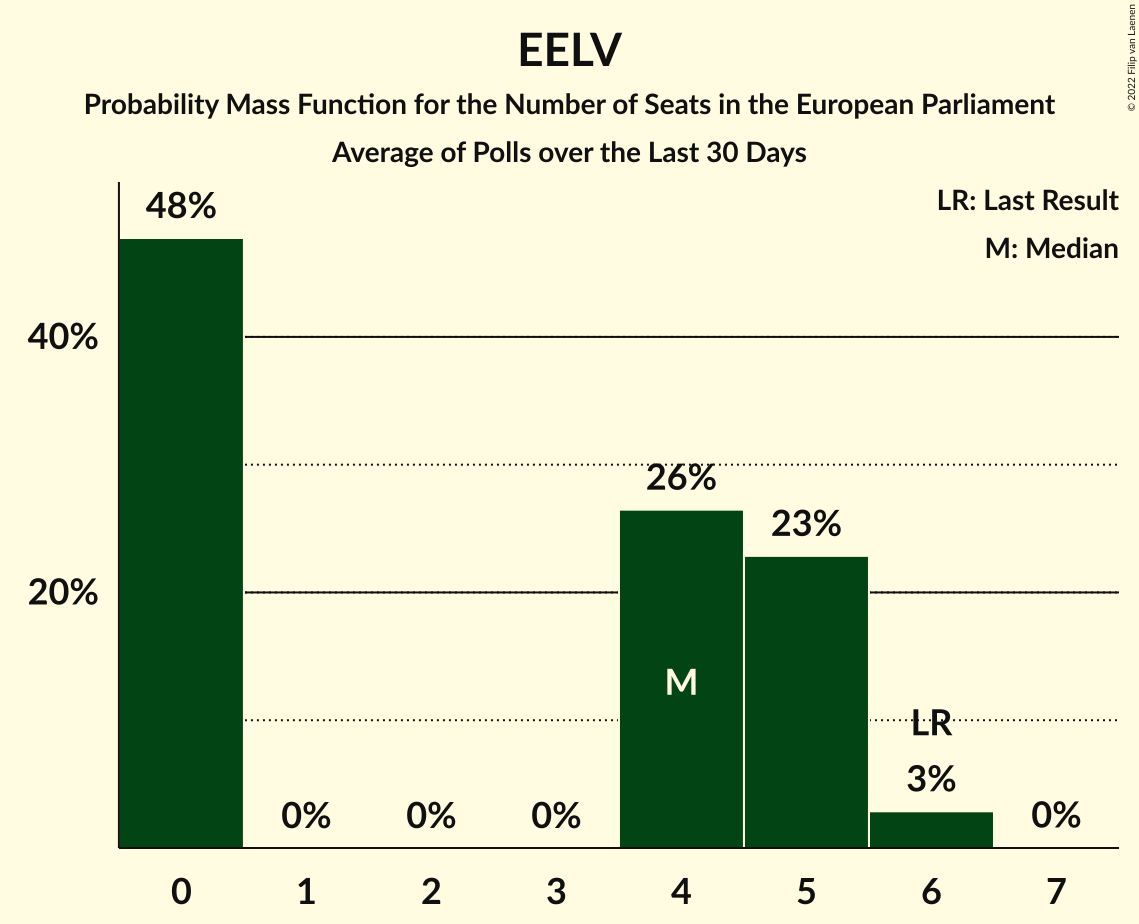 EELV
Probability Mass Function for the Number of Seats in the European Parliament
Average of Polls over the Last 30 Days
© 2022 Filip van Laenen
LR: Last Result
M: Median
48%
40%
26%
23%
20%
M
LR
3%
0%
0%
0%
0%
0
1
2
3
4
5
6
7